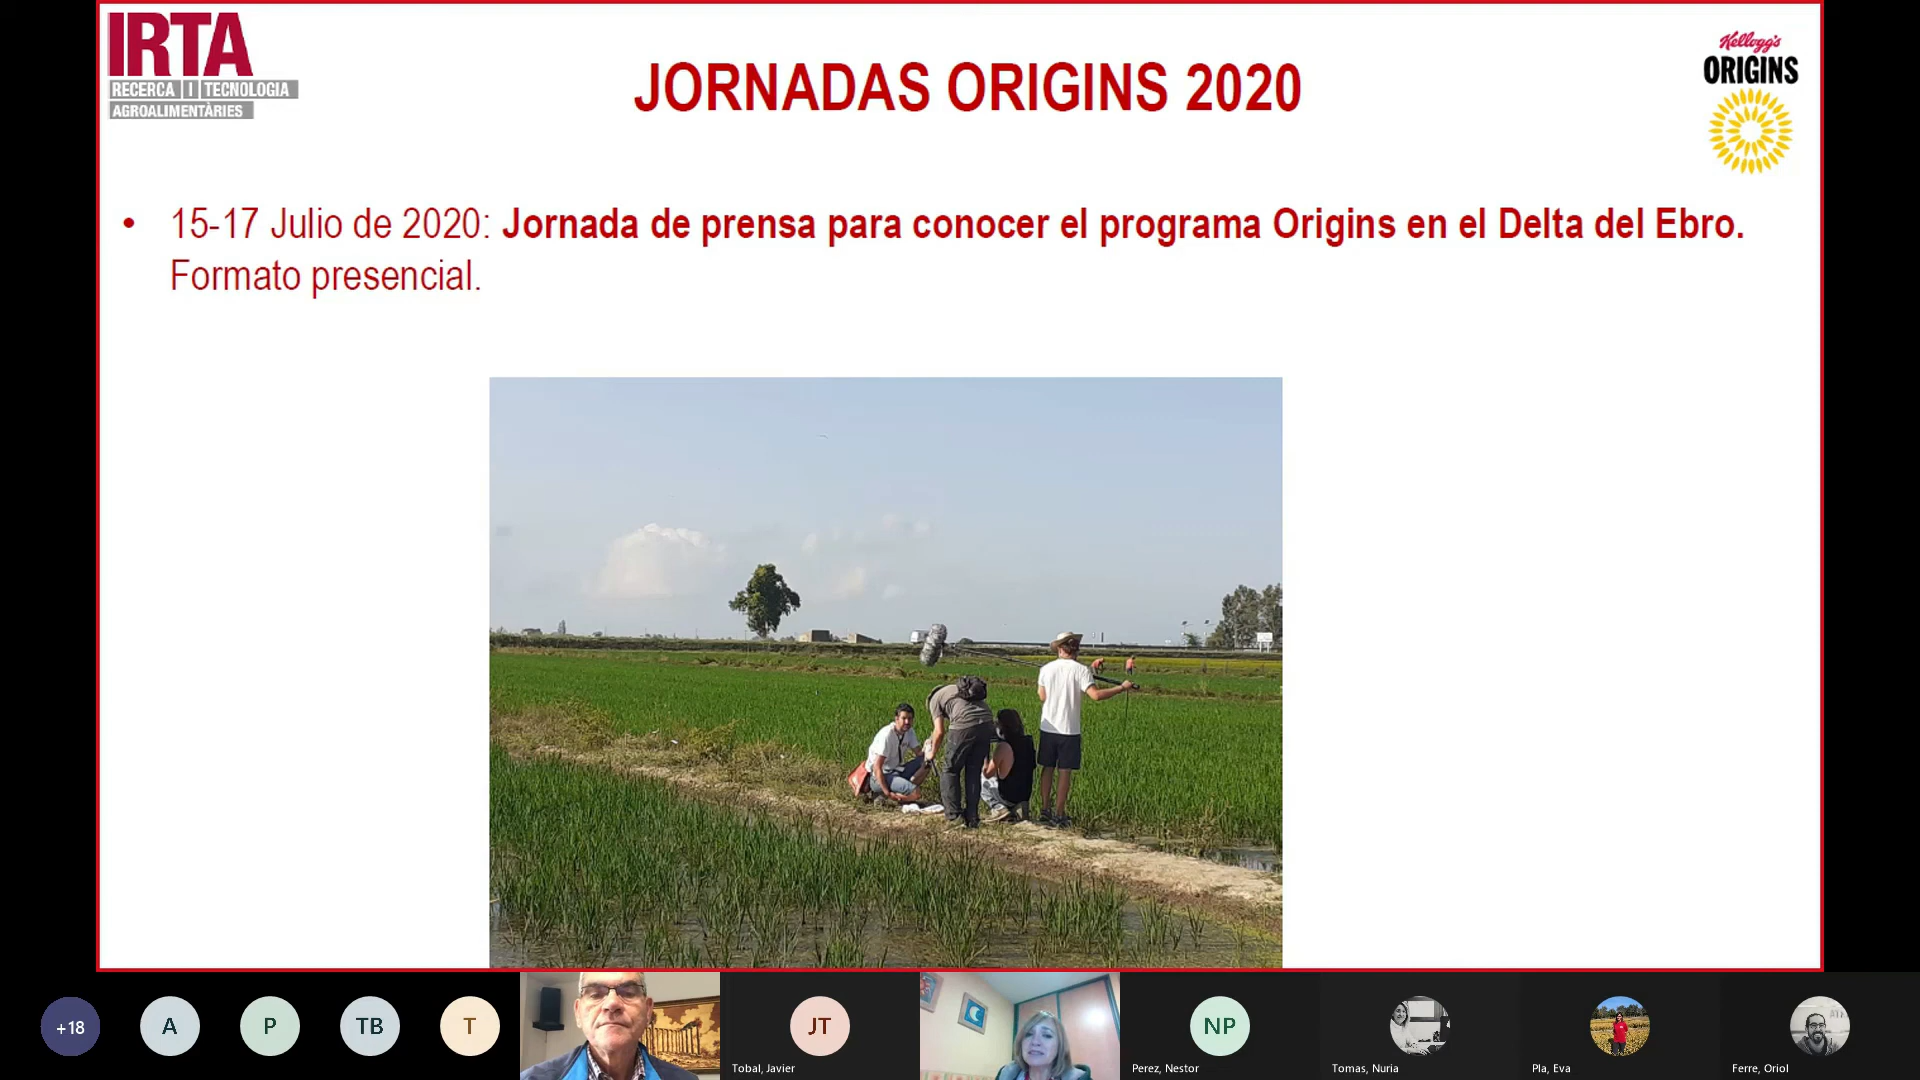 IRTA
RECERCA I TECNOLOGIA
AGROALIMENTÀRIES
JORNADAS ORIGINS 2020
Kellogg's
ORIGINS
• 15-17 Julio de 2020: Jornada de prensa para conocer el programa Origins en el Delta del Ebro.
Formato presencial.
+18
A
P
TB
T
JT
NP
Tobal, Javier
Perez, Nestor
Tomas, Nuria
Pla, Eva
Ferre, Oriol